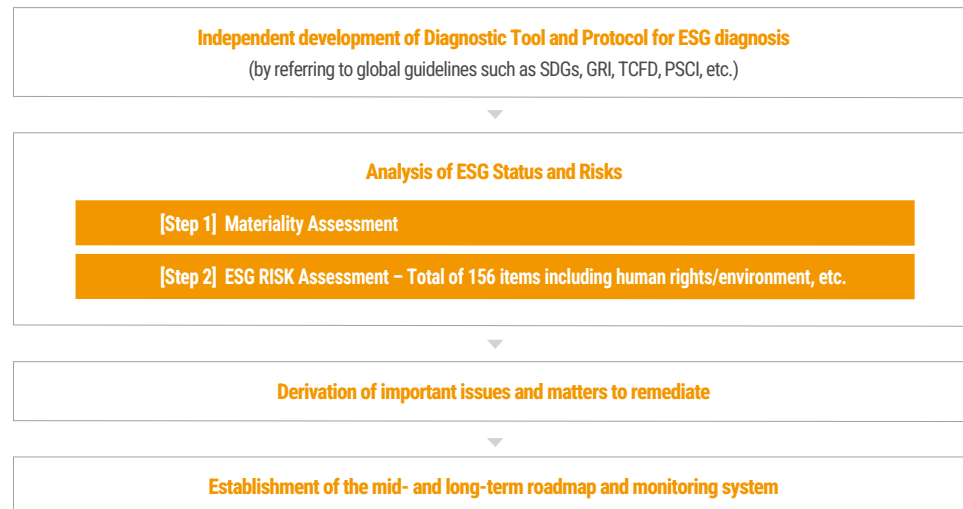 Independent development of Diagnostic Tool and Protocol for ESG diagnosis
(by referring to global guidelines such as SDGs, GRI, TCFD, PSCI, etc.)
Analysis of ESG Status and Risks
[Step 1] Materiality Assessment
[Step 2] ESG RISK Assessment – Total of 156 items including human rights/environment, etc.
Derivation of important issues and matters to remediate
Establishment of the mid- and long-term roadmap and monitoring system